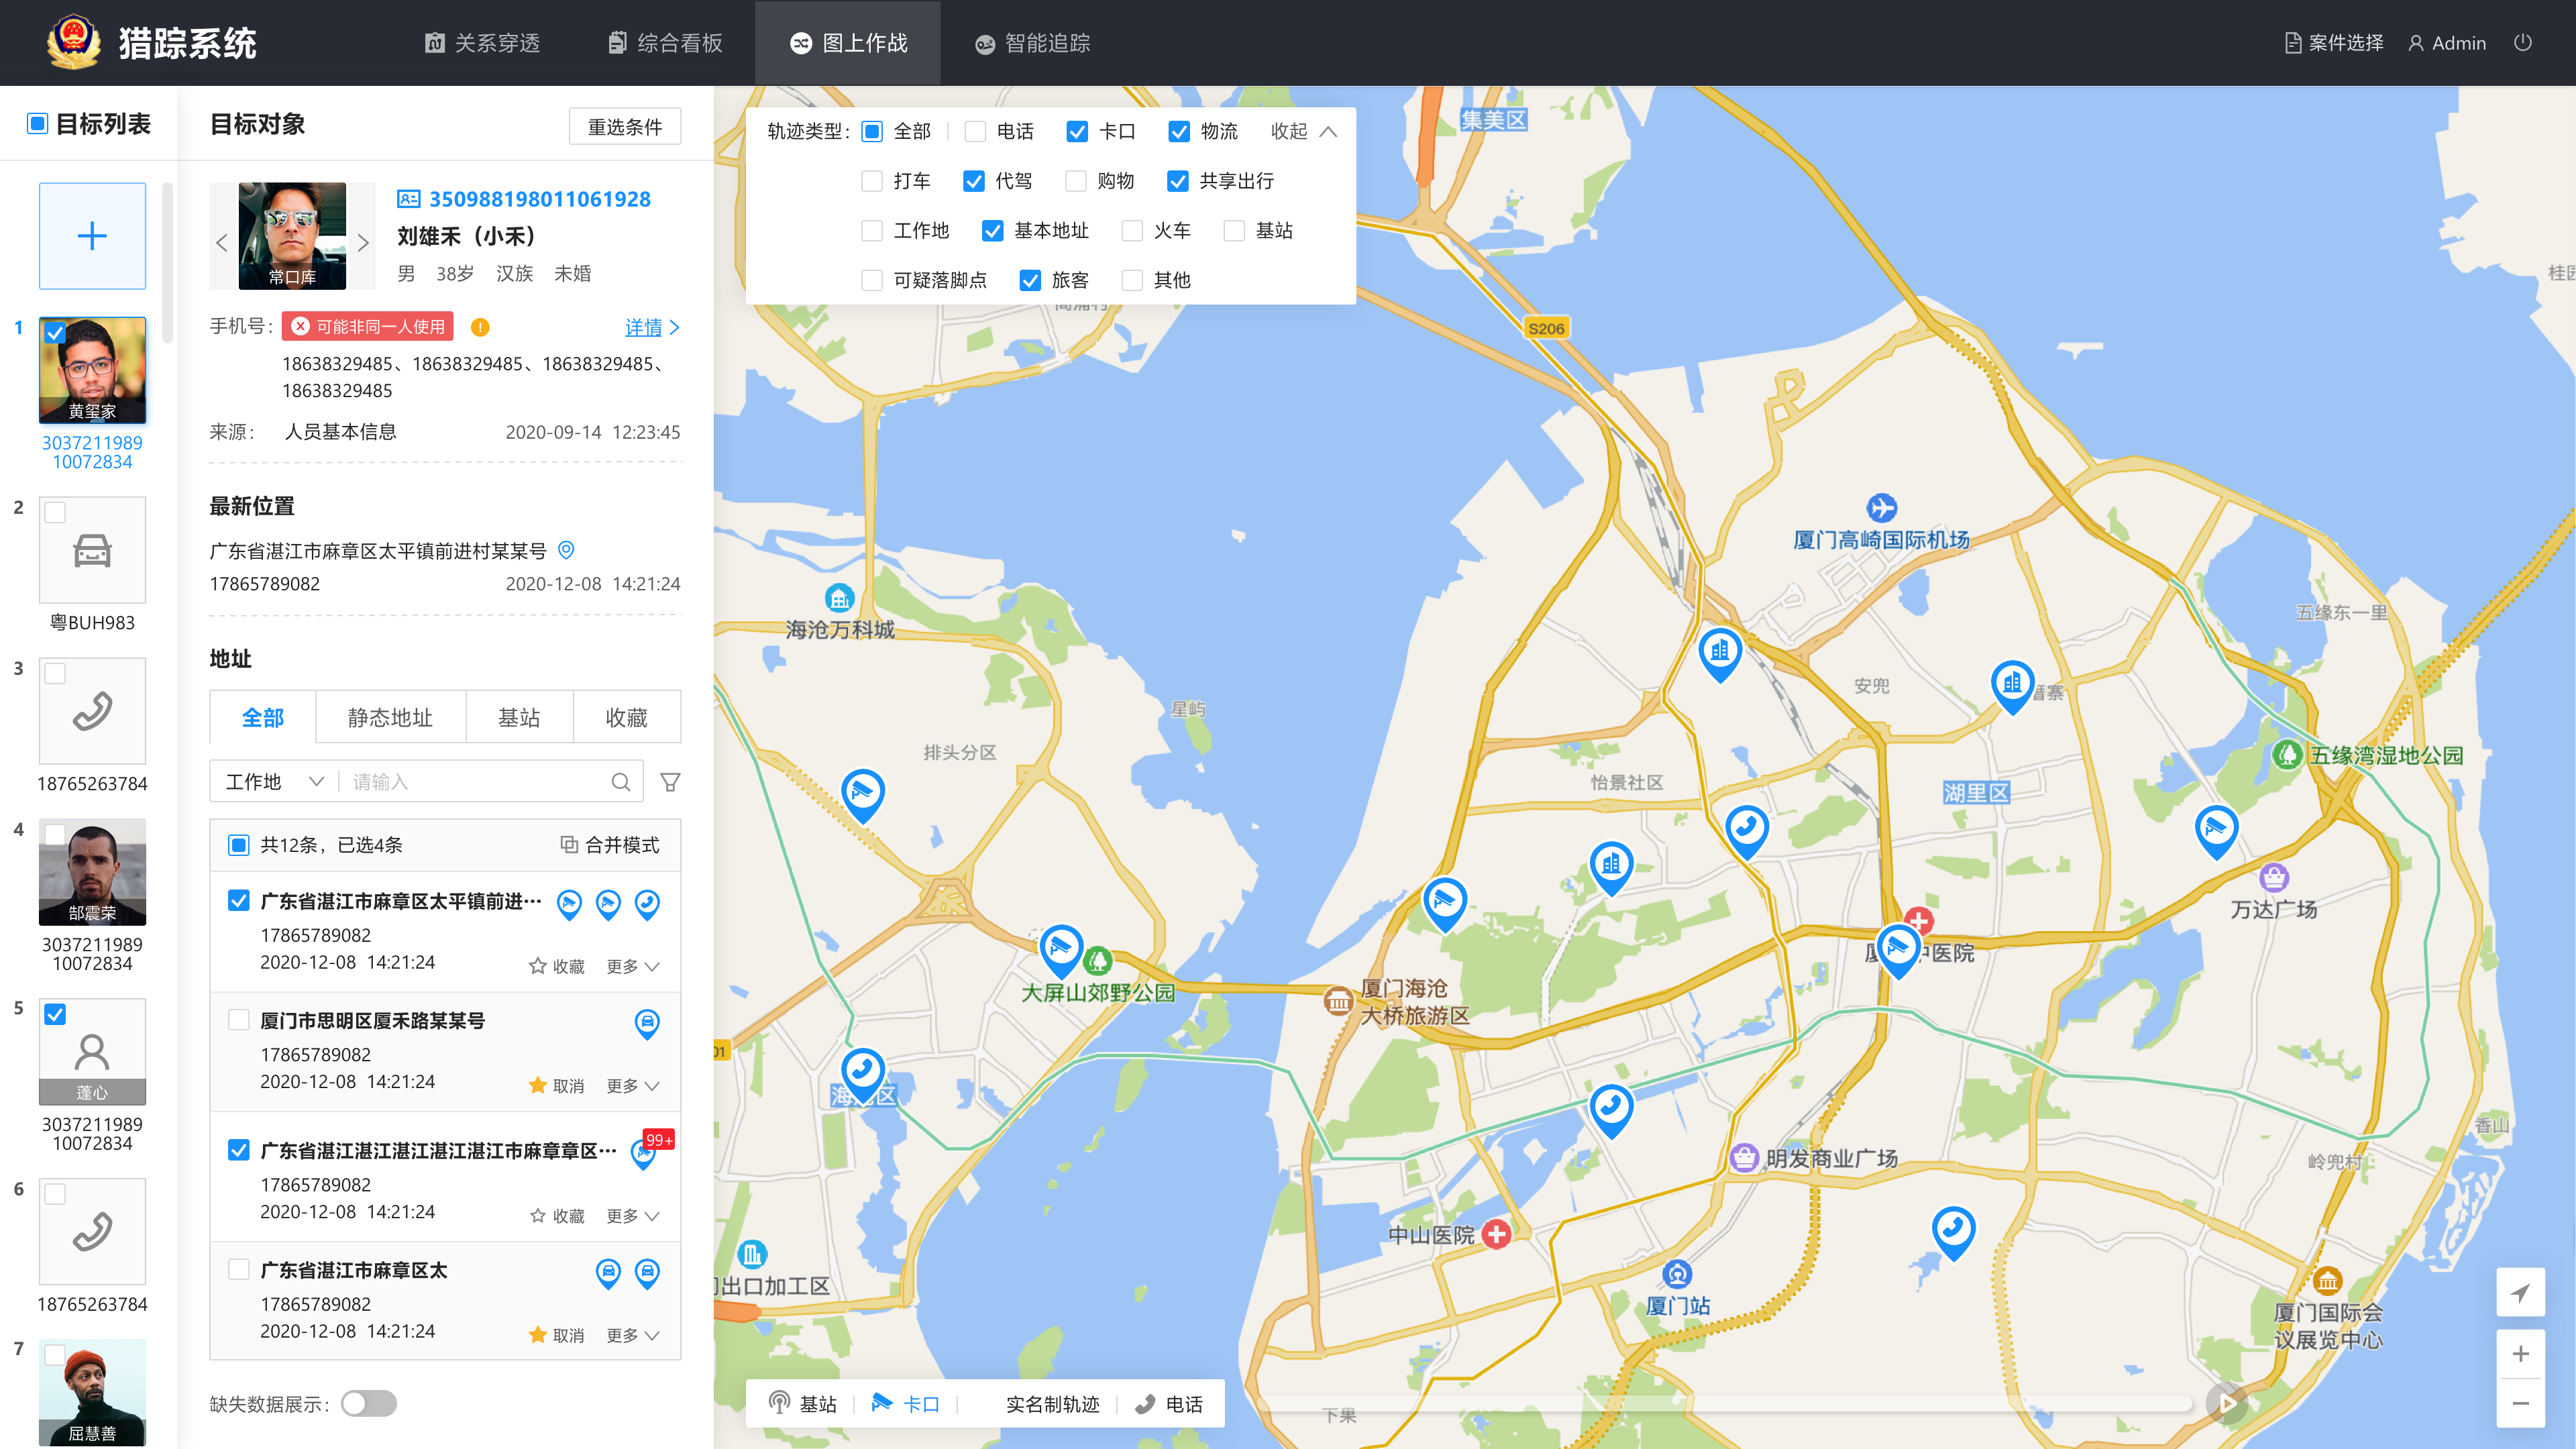 猎踪系统
关系穿透
综合看板
图上作战
智能追踪
案件选择
Admin
目标列表
1
黄玺家
3037211989
10072834
2
粤BUH983
3
18765263784
4
郜震荣
3037211989
10072834
5
蓬心
3037211989
10072834
6
18765263784
7
屈慧善
目标对象
重选条件
常口库
350988198011061928
刘雄禾（小禾）
男 38岁 汉族 未婚
手机号：
可能非同一人使用
详情
18638329485、18638329485、18638329485、
18638329485
来源：
人员基本信息
2020-09-14 12:23:45
最新位置
广东省湛江市麻章区太平镇前进村某某号
17865789082
2020-12-08 14:21:24
地址
全部
静态地址
基站
收藏
工作地
请输入
共12条，已选4条
合并模式
广东省湛江市麻章区太平镇前进···
17865789082
2020-12-08 14:21:24
收藏
更多
厦门市思明区厦禾路某某号
17865789082
2020-12-08 14:21:24
取消
更多
广东省湛江湛江湛江湛江湛江市麻章章区···
99+
17865789082
2020-12-08 14:21:24
收藏
更多
广东省湛江市麻章区太
17865789082
2020-12-08 14:21:24
取消
更多
缺失数据展示：
轨迹类型：
全部
电话
卡口
物流
收起
打车
代驾
购物
共享出行
工作地
基本地址
火车
基站
可疑落脚点
旅客
其他
集美区
S206
厦门高崎国际机场
五缘东一里
海沧万科城
安兜
星屿
排头分区
怡景社区
湖里区
五缘湾湿地公园
万达广场
中医院
大屏山郊野公园
厦门海沧
大桥旅游区
01
香山
岭兜村
明发商业广场
中山医院
出口加工区
厦门站
厦门国际会
议展览中心
下果
基站
卡口
实名制轨迹
电话